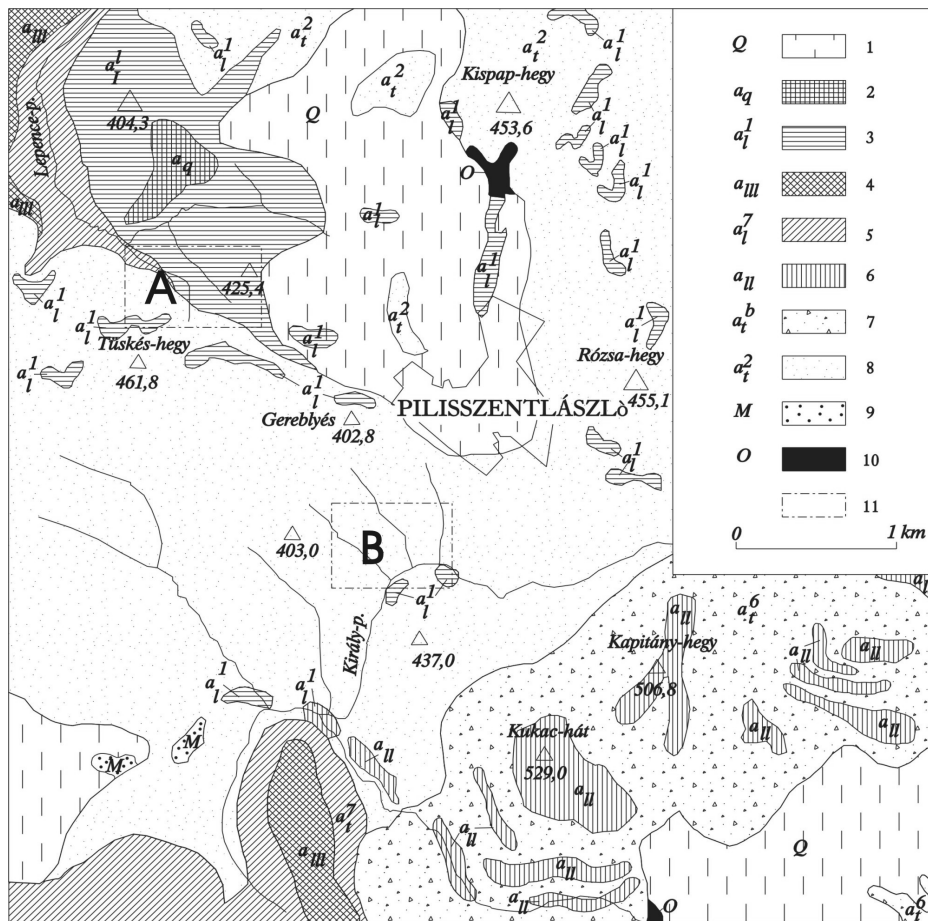 a_lll
a_l^l
404,3
a_l^1
a_t^2
Q
a_t^2
a_t^2
Kispap-hegy
453,6
a_l^1
a_l^1
a_l^1
Lepence-p.
a_q
O
a_l^1
a_l^1
a_lll
a_l^1
a_l^1
a_l^1
A
425,4
a_l^1
a_l^1
Tüskés-hegy
461,8
a_l^1
a_l^1
a_t^2
a_l^1
a_l^1
Rózsa-hegy
455,1
PILISSZENTLÁSZLò
Gereblyés
402,8
a_l^1
403,0
B
a_l^1
Király-p.
437,0
a_l^1
a_l^1
a_ll
M
M
a_t^7
a_lll
a_l
a_ll
a_t^6
Kapitány-hegy
506,8
a_ll
a_ll
a_ll
a_ll
Kukac-hát
529,0
a_ll
a_ll
a_ll
a_ll
O
Q
a_t^6
Q 1
a_q 2
a_l^1 3
a_lll 4
a_l^7 5
a_ll 6
a_t^b 7
a_t^2 8
M 9
O 10
11
0 1 km